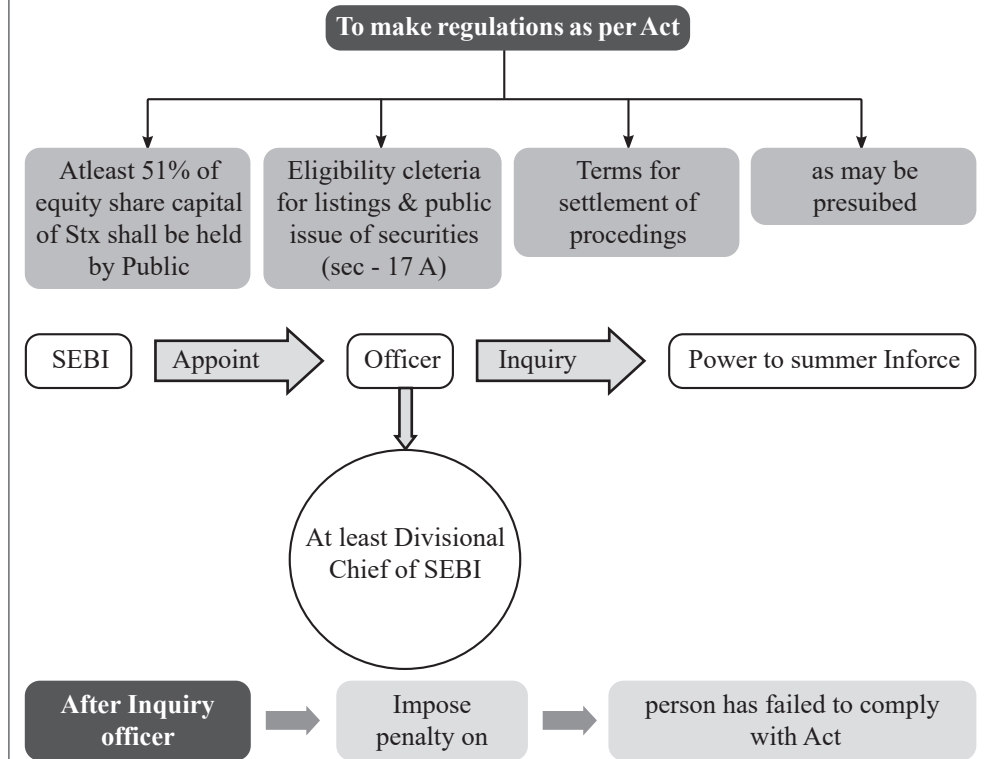 To make regulations as per Act
Atleast 51% of
equity share capital
of Stx shall be held
by Public
Eligibility cleteria
for listings & public
issue of securities
(sec - 17 A)
Terms for
settlement of
procedings
as may be
presuibed
SEBI
Appoint
Officer
Inquiry
Power to summer Inforce
At least Divisional
Chief of SEBI
After Inquiry
officer
Impose
penalty on
person has failed to comply
with Act